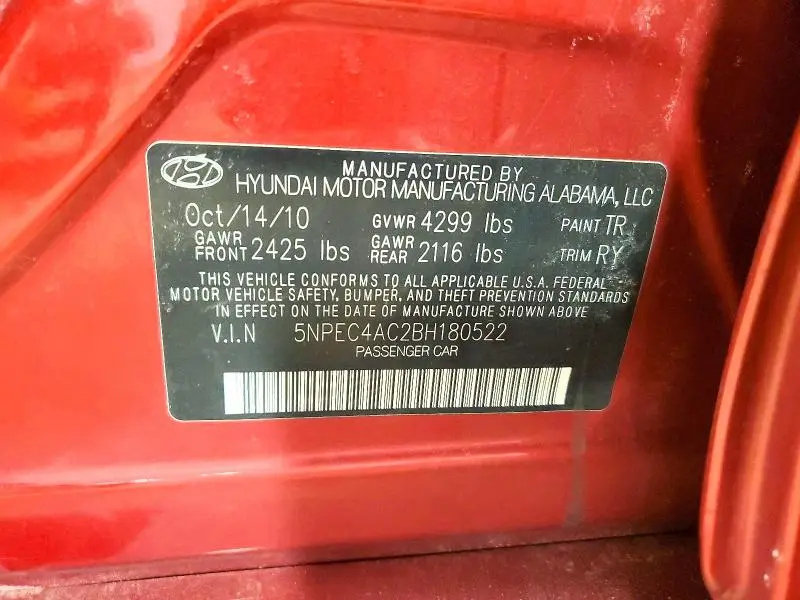 MANUFACTURED BY
HYUNDAI MOTOR MANUFACTURING ALABAMA, LLC
Oct/14/10 GVWR 4299 lbs PAINT TR
GAWR FRONT 2425 lbs GAWR REAR 2116 lbs TRIM RY
THIS VEHICLE CONFORMS TO ALL APPLICABLE U.S.A. FEDERAL
MOTOR VEHICLE SAFETY, BUMPER, AND THEFT PREVENTION STANDARDS
IN EFFECT ON THE DATE OF MANUFACTURE SHOWN ABOVE
V.I.N 5NPEC4AC2BH180522
PASSENGER CAR